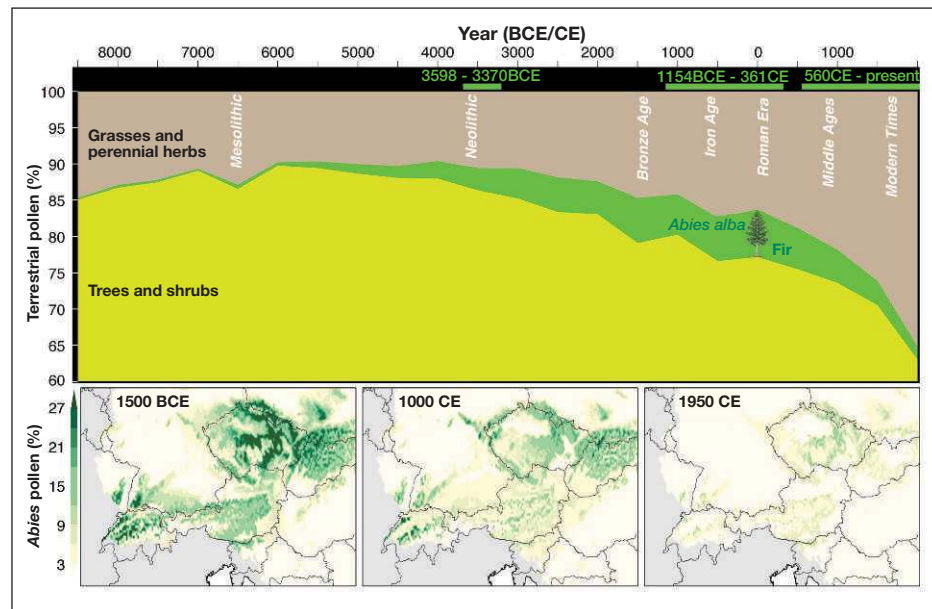 Year (BCE/CE)
8000 7000 6000 5000 4000 3000 2000 1000 0 1000
3598 - 3370BCE 1154BCE - 361CE 560CE - present
Terrestrial pollen (%)
100
95
90
85
80
75
70
65
60
Grasses and
perennial herbs
Mesolithic
Neolithic
Bronze Age
Iron Age
Roman Era
Middle Ages
Modern Times
Abies alba
Fir
Trees and shrubs
Abies pollen (%)
27
21
15
9
3
1500 BCE
1000 CE
1950 CE